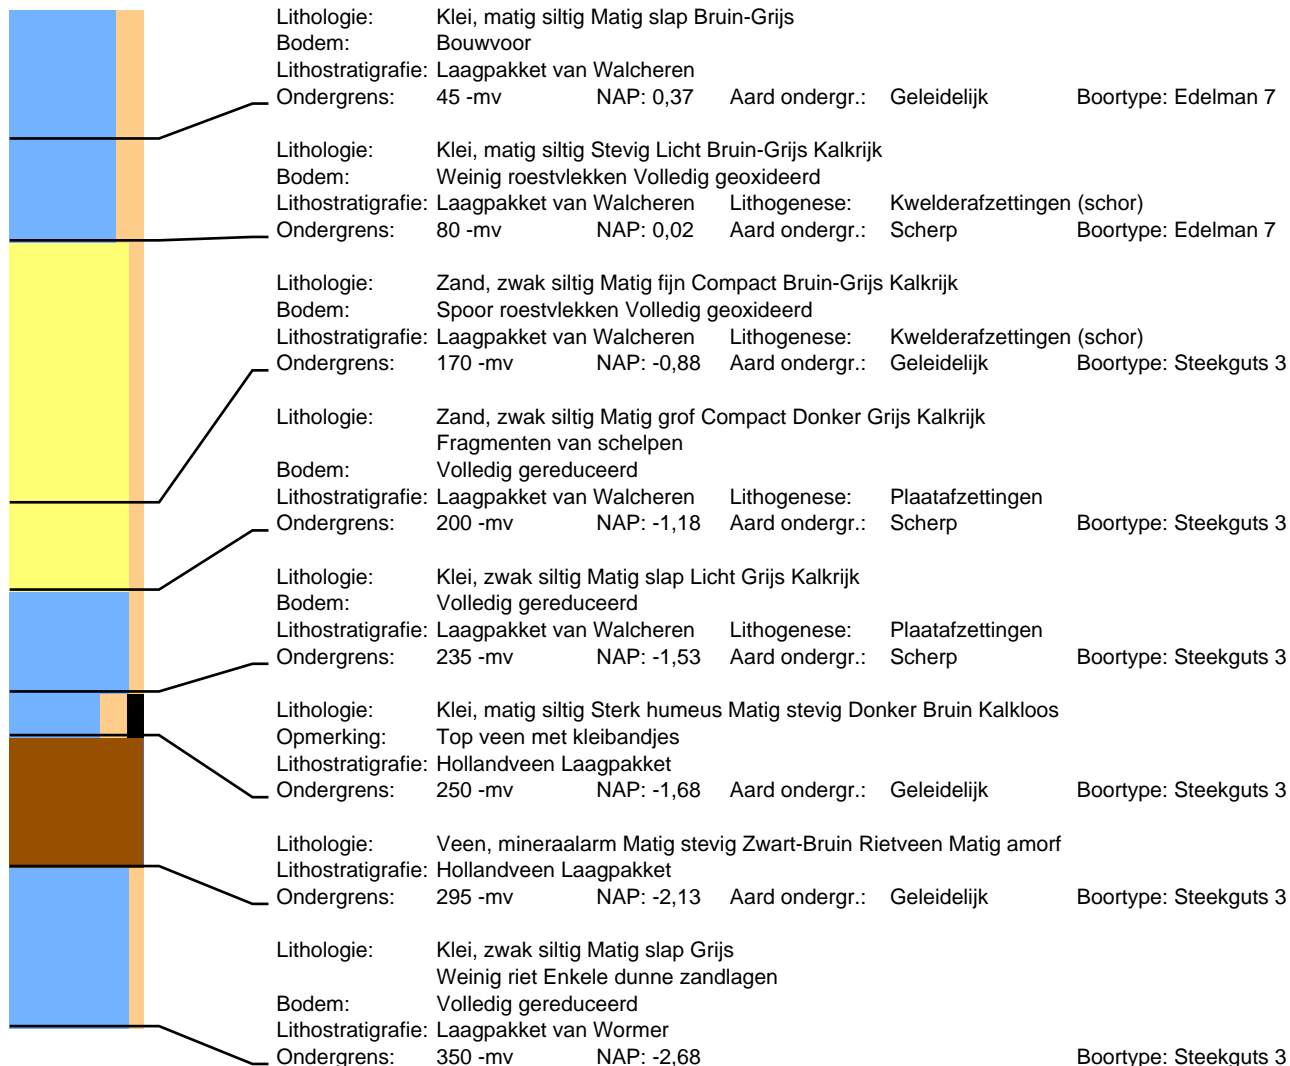 Lithologie: Klei, matig siltig Matig slap Bruin-Grijs
Bodem: Bouwvoor
Lithostratigrafie: Laagpakket van Walcheren
Ondergrens: 45 -mv NAP: 0,37 Aard ondergr.: Geleidelijk Boortype: Edelman 7
Lithologie: Klei, matig siltig Stevig Licht Bruin-Grijs Kalkrijk
Bodem: Weinig roestvlekken Volledig geoxideerd
Lithostratigrafie: Laagpakket van Walcheren Lithogenese: Kwelderafzettingen (schor)
Ondergrens: 80 -mv NAP: 0,02 Aard ondergr.: Scherp Boortype: Edelman 7
Lithologie: Zand, zwak siltig Matig fijn Compact Bruin-Grijs Kalkrijk
Bodem: Spoor roestvlekken Volledig geoxideerd
Lithostratigrafie: Laagpakket van Walcheren Lithogenese: Kwelderafzettingen (schor)
Ondergrens: 170 -mv NAP: -0,88 Aard ondergr.: Geleidelijk Boortype: Steekguts 3
Lithologie: Zand, zwak siltig Matig grof Compact Donker Grijs Kalkrijk
Fragmenten van schelpen
Bodem: Volledig gereduceerd
Lithostratigrafie: Laagpakket van Walcheren Lithogenese: Plaatafzettingen
Ondergrens: 200 -mv NAP: -1,18 Aard ondergr.: Scherp Boortype: Steekguts 3
Lithologie: Klei, zwak siltig Matig slap Licht Grijs Kalkrijk
Bodem: Volledig gereduceerd
Lithostratigrafie: Laagpakket van Walcheren Lithogenese: Plaatafzettingen
Ondergrens: 235 -mv NAP: -1,53 Aard ondergr.: Scherp Boortype: Steekguts 3
Lithologie: Klei, matig siltig Sterk humeus Matig stevig Donker Bruin Kalkloos
Opmerking: Top veen met kleibandjes
Lithostratigrafie: Hollandveen Laagpakket
Ondergrens: 250 -mv NAP: -1,68 Aard ondergr.: Geleidelijk Boortype: Steekguts 3
Lithologie: Veen, mineraalarm Matig stevig Zwart-Bruin Rietveen Matig amorf
Lithostratigrafie: Hollandveen Laagpakket
Ondergrens: 295 -mv NAP: -2,13 Aard ondergr.: Geleidelijk Boortype: Steekguts 3
Lithologie: Klei, zwak siltig Matig slap Grijs
Weinig riet Enkele dunne zandlagen
Bodem: Volledig gereduceerd
Lithostratigrafie: Laagpakket van Wormer
Ondergrens: 350 -mv NAP: -2,68 Boortype: Steekguts 3